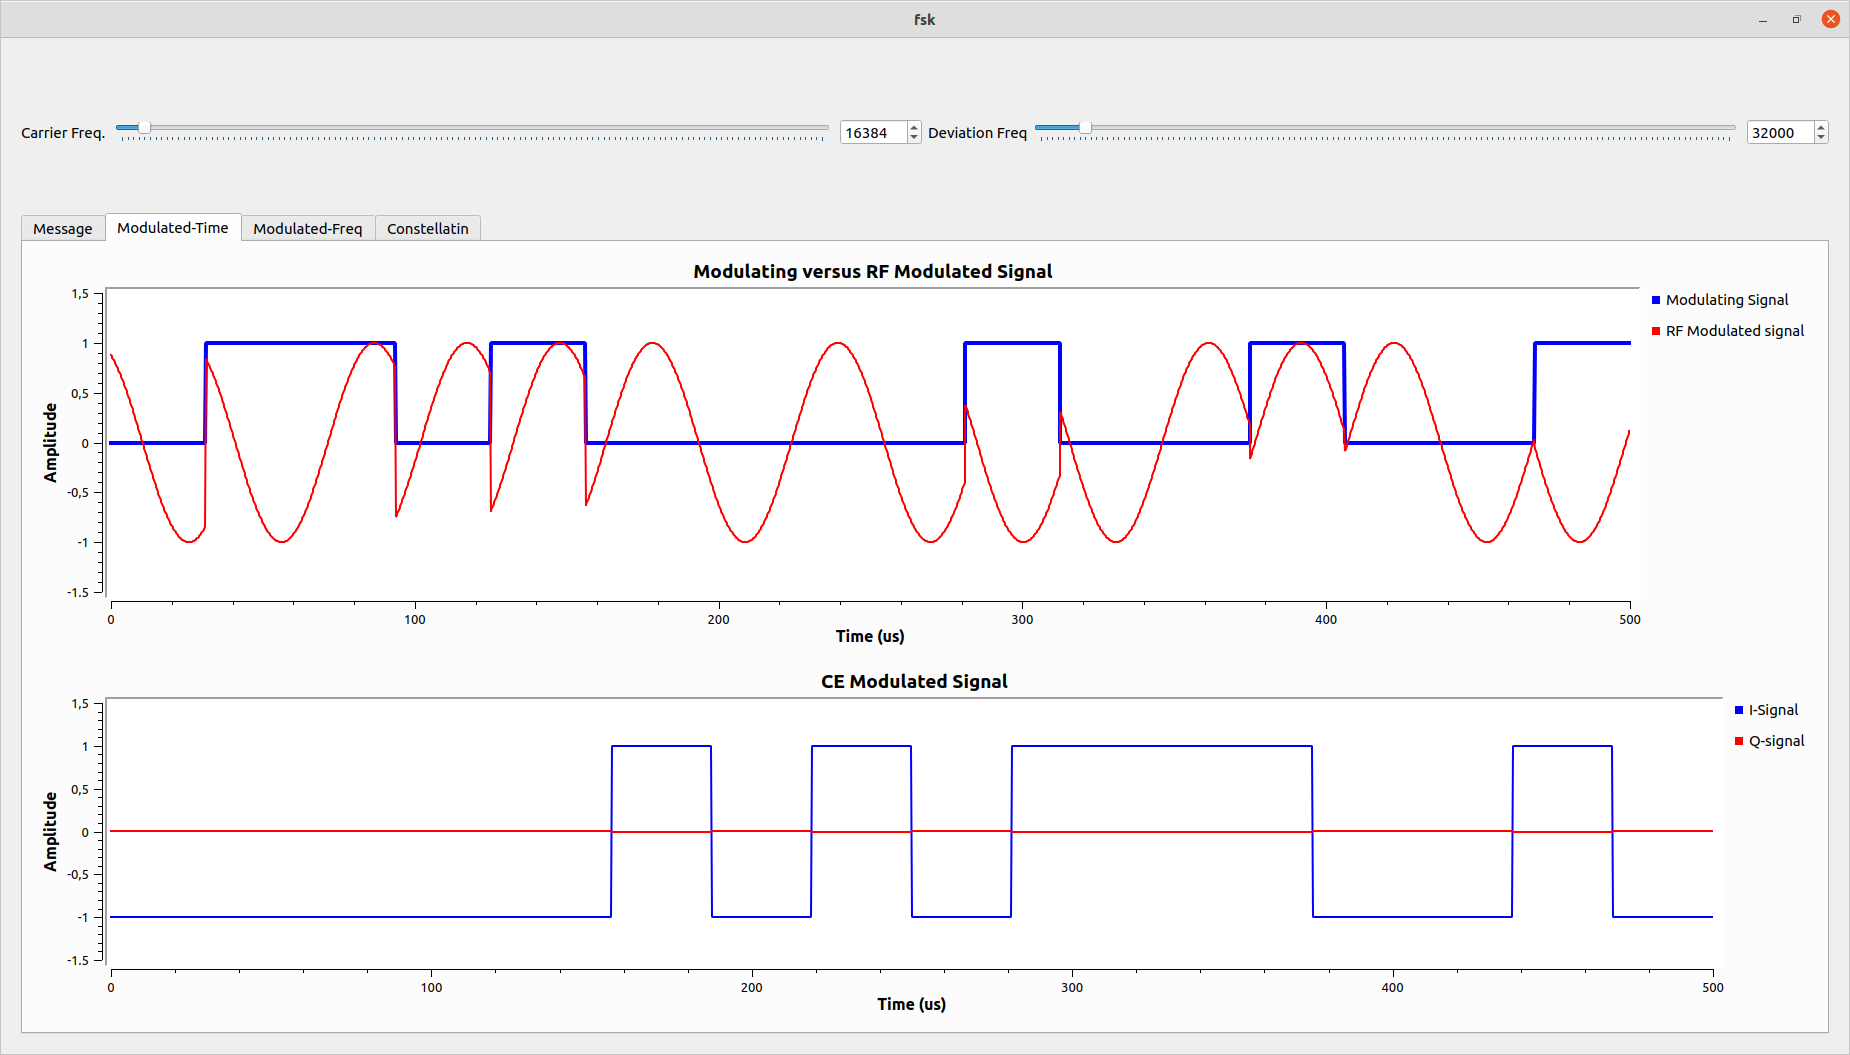 fsk
Carrier Freq.
16384
Deviation Freq
32000
Message
Modulated-Time
Modulated-Freq
Constellatin
Modulating versus RF Modulated Signal
1,5
1
0,5
0
-0,5
-1
-1.5
Amplitude
0
100
200
300
400
500
Time (us)
Modulating Signal
RF Modulated signal
CE Modulated Signal
1,5
1
0,5
0
-0,5
-1
-1.5
Amplitude
0
100
200
300
400
500
Time (us)
I-Signal
Q-signal